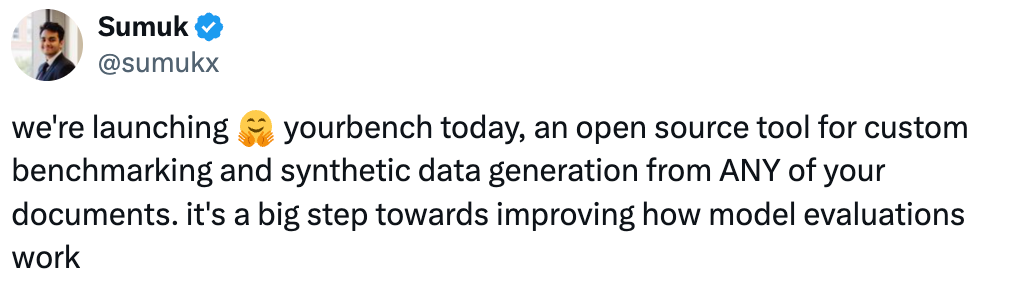 Sumuk
@sumukx
we're launching 🤗 yourbench today, an open source tool for custom
benchmarking and synthetic data generation from ANY of your
documents. it's a big step towards improving how model evaluations
work